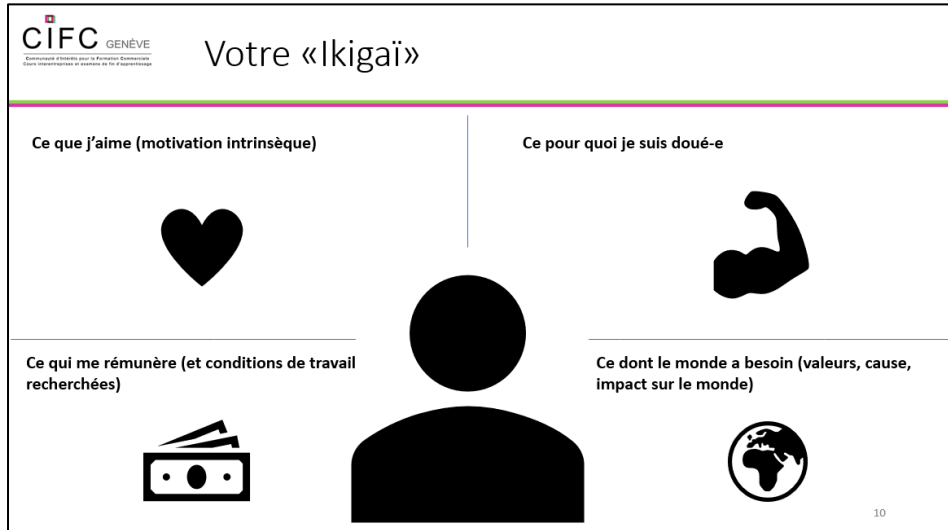 CIFC GENÈVE
Communauté d'Intérêts pour la Formation Commerciale
Cours interentreprises et examens de fin d'apprentissage
Votre «Ikigaï»
Ce que j'aime (motivation intrinsèque)
Ce pour quoi je suis doué-e
Ce qui me rémunère (et conditions de travail
recherchées)
Ce dont le monde a besoin (valeurs, cause,
impact sur le monde)
10